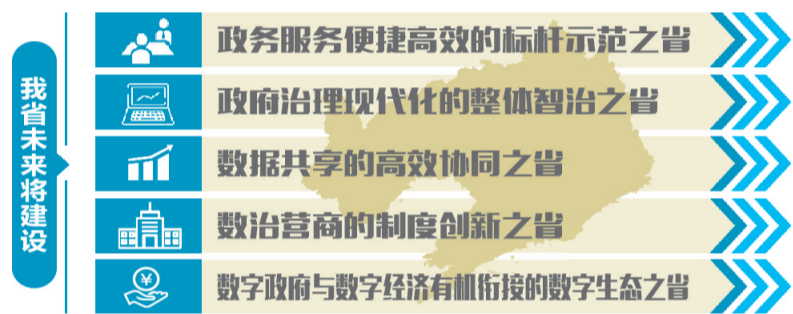 我省未来将建设
政务服务便捷高效的标杆示范之省
政府治理现代化的整体智治之省
数据共享的高效协同之省
数治营商的制度创新之省
数字政府与数字经济有机衔接的数字生态之省
¥